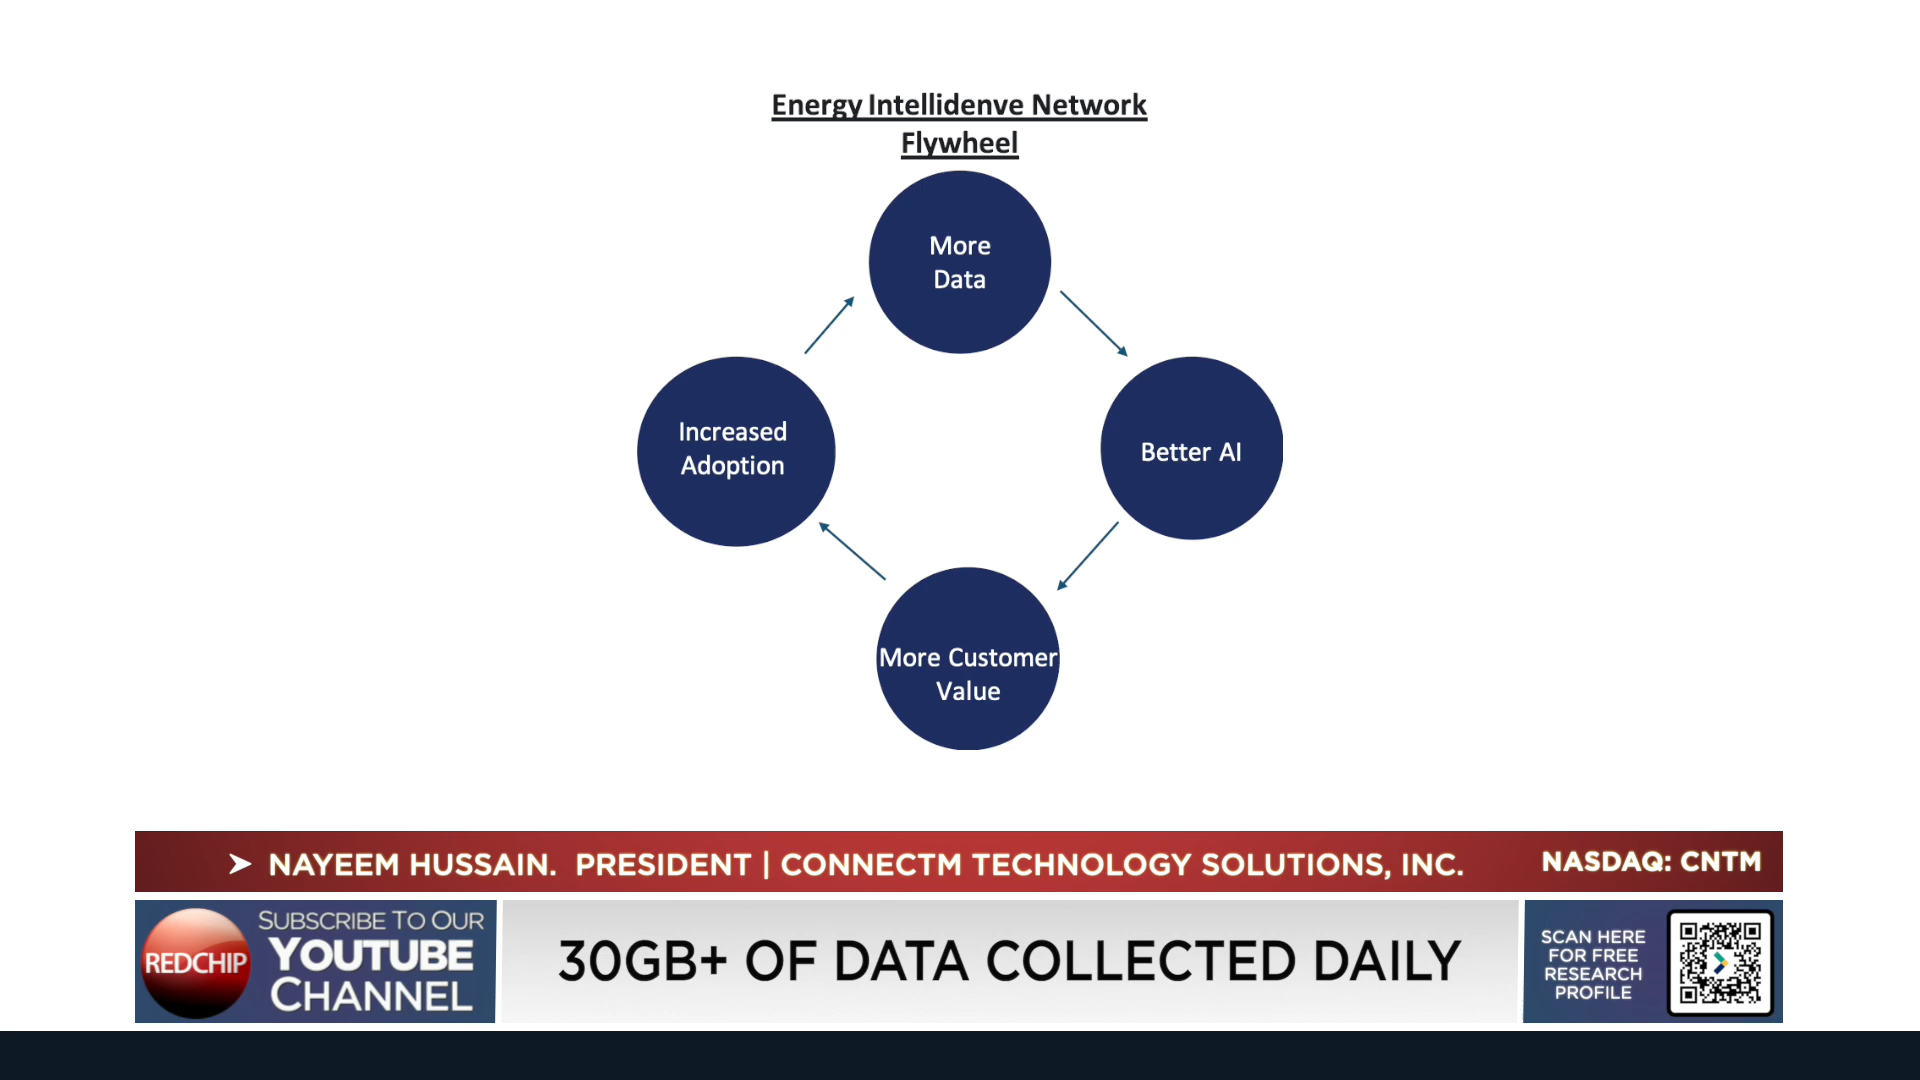 Energy Intellidenve Network
Flywheel
More
Data
Increased
Adoption
Better AI
More Customer
Value
➤ NAYEEM HUSSAIN. PRESIDENT | CONNECTM TECHNOLOGY SOLUTIONS, INC.
NASDAQ: CNTM
REDCHIP
SUBSCRIBE TO OUR
YOUTUBE
CHANNEL
30GB+ OF DATA COLLECTED DAILY
SCAN HERE
FOR FREE
RESEARCH
PROFILE